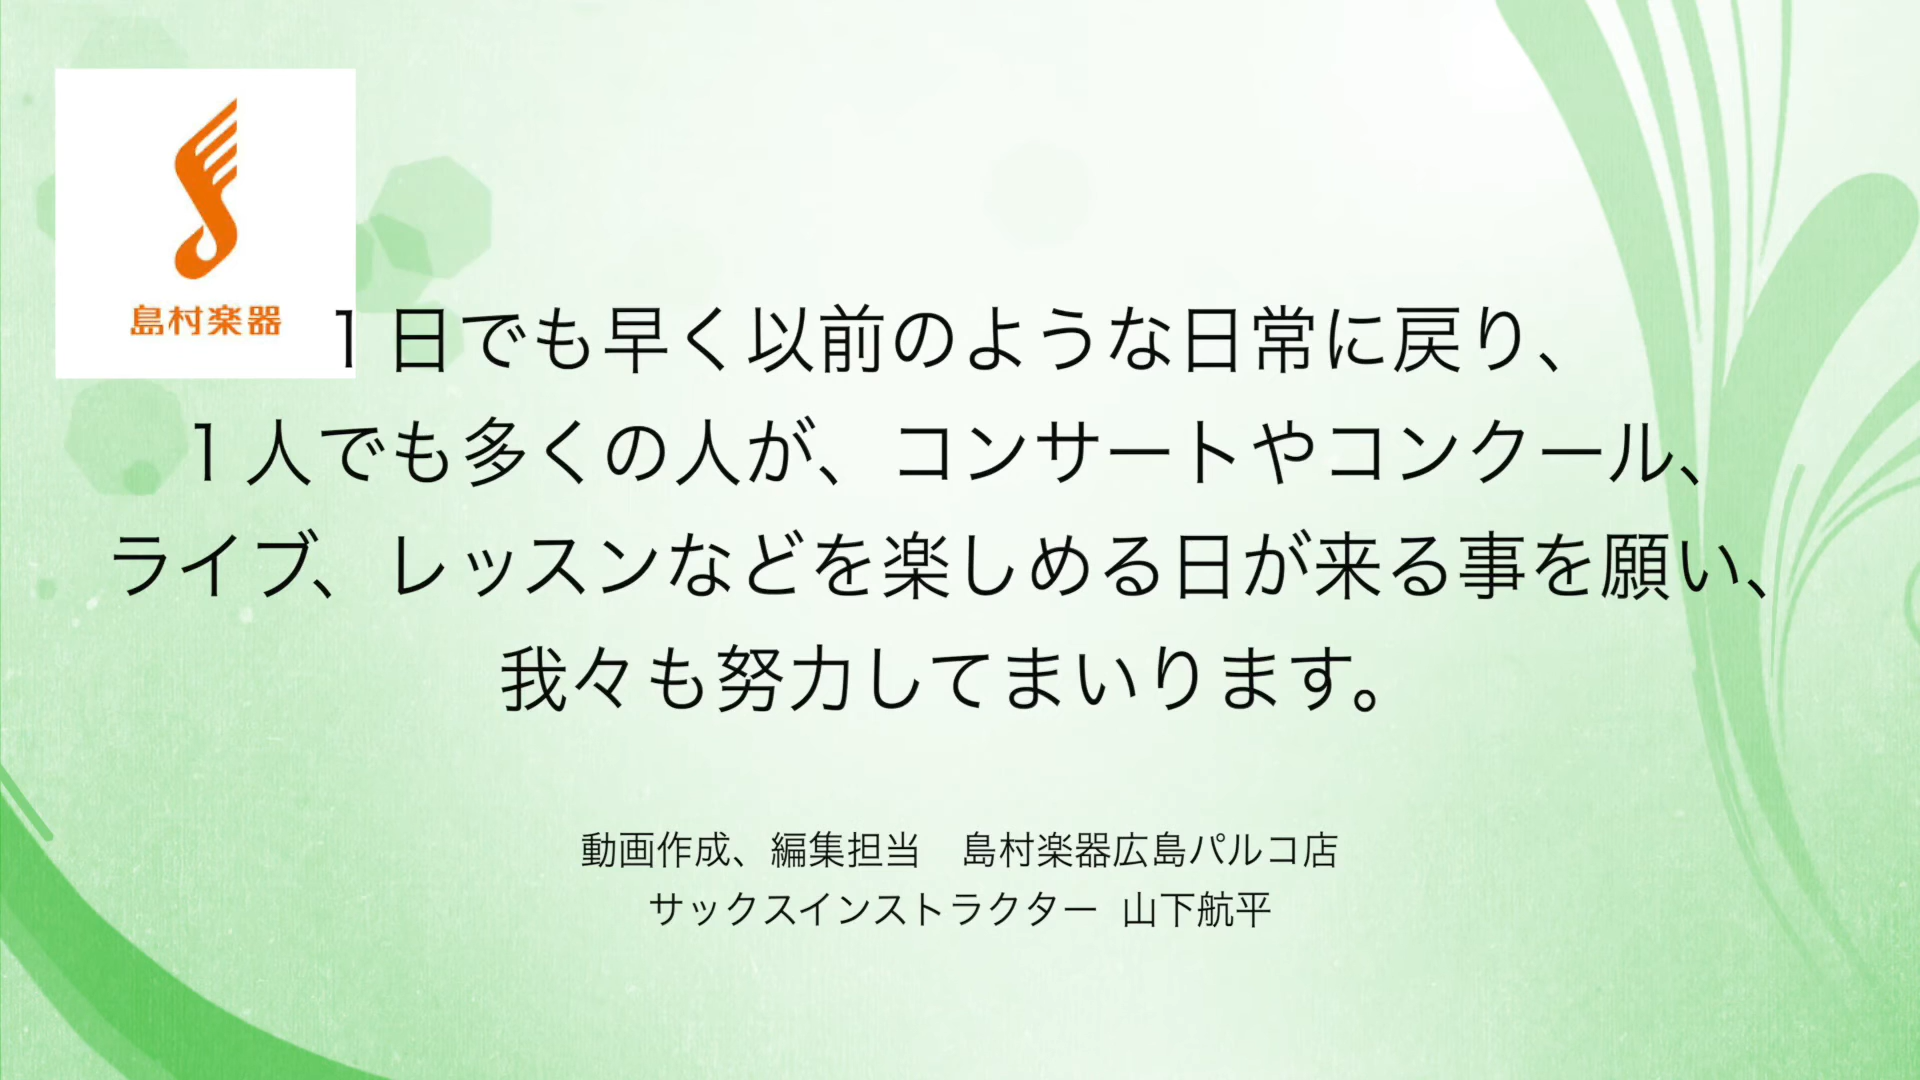 島村楽器
１日でも早く以前のような日常に戻り、
１人でも多くの人が、コンサートやコンクール、
ライブ、レッスンなどを楽しめる日が来る事を願い、
我々も努力してまいります。
動画作成、編集担当　島村楽器広島パルコ店
サックスインストラクター 山下航平